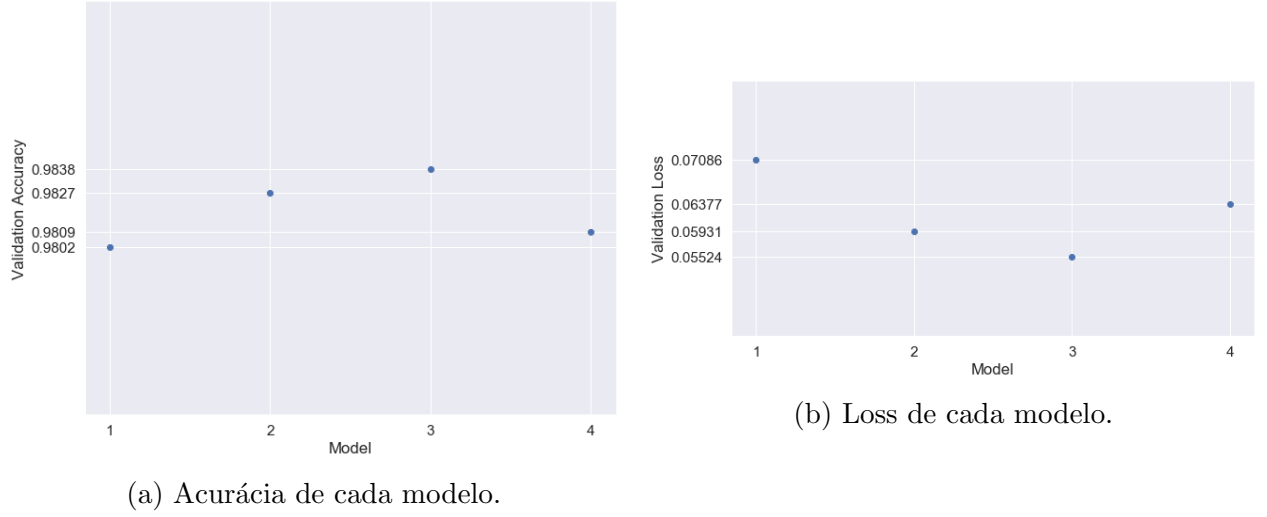 Validation Accuracy
0.9838
0.9827
0.9809
0.9802
1 2 3 4
Model
(a) Acurácia de cada modelo.
Validation Loss
0.07086
0.06377
0.05931
0.05524
1 2 3 4
Model
(b) Loss de cada modelo.